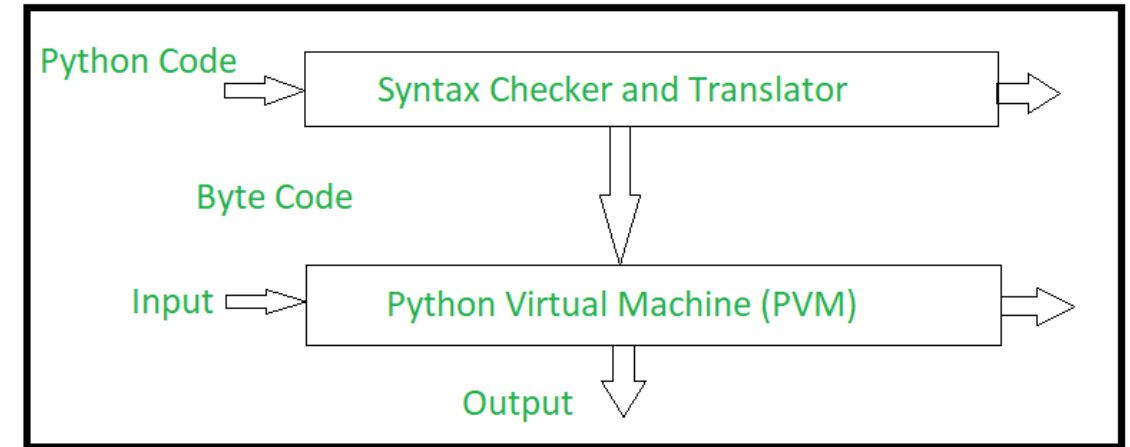 Python Code
Syntax Checker and Translator
Byte Code
Input
Python Virtual Machine (PVM)
Output